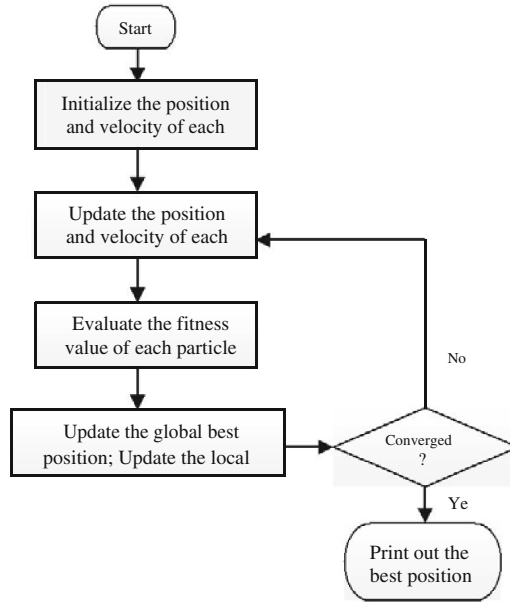 Start
Initialize the position
and velocity of each
Update the position
and velocity of each
Evaluate the fitness
value of each particle
Update the global best
position; Update the local
Converged
?
No
Ye
Print out the
best position